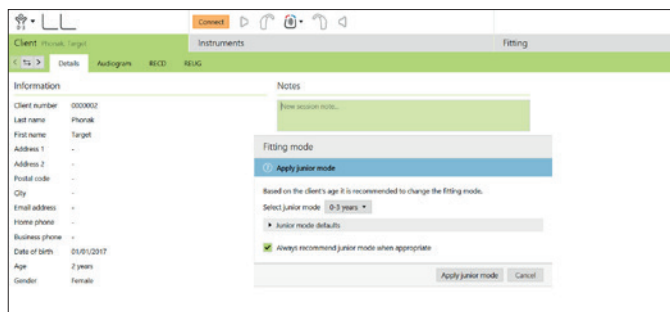 Connect
Client Phonak, Target
Instruments
Fitting
Details Audiogram RECD REUG
Information
Client number 0000002
Last name Phonak
First name Target
Address 1 -
Address 2 -
Postal code -
City -
Email address -
Home phone -
Business phone -
Date of birth 01/01/2017
Age 2 years
Gender Female
Notes
New session note...
Fitting mode
Apply junior mode
Based on the client's age it is recommended to change the fitting mode.
Select junior mode 0-3 years
Junior mode defaults
Always recommend junior mode when appropriate
Apply junior mode Cancel